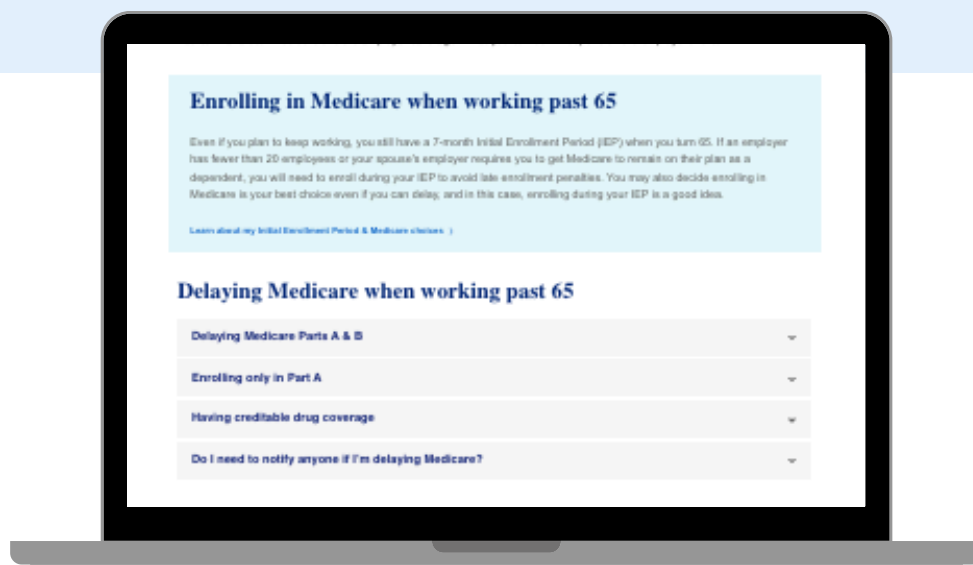 Enrolling in Medicare when working past 65
Even if you plan to keep working, you still have a 7-month Initial Enrollment Period (IEP) when you turn 65. If an employer
has fewer than 20 employees or your spouse's employer requires you to get Medicare to remain on their plan as a
dependent, you will need to enroll during your IEP to avoid late enrollment penalties. You may also decide enrolling in
Medicare is your best choice even if you can delay, and in this case, enrolling during your IEP is a good idea.
Learn about my Initial Enrollment Period & Medicare choices
Delaying Medicare when working past 65
Delaying Medicare Parts A & B
Enrolling only in Part A
Having creditable drug coverage
Do I need to notify anyone if I'm delaying Medicare?